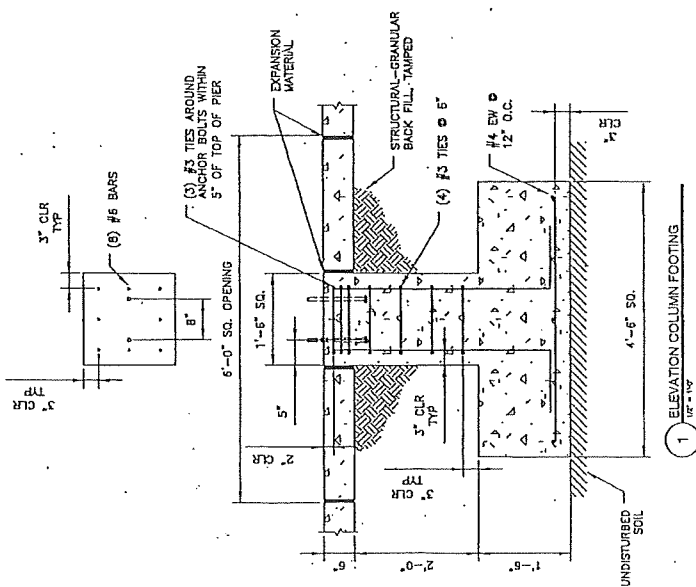 3" CLR
TYP
(8) #6 BARS
3" CLR
TYP
8"
(3) #3 TIES AROUND
ANCHOR BOLTS WITHIN
5" OF TOP OF PIER
6'-0" SQ. OPENING
1'-6" SQ.
5"
EXPANSION
MATERIAL
2" CLR
STRUCTURAL-GRANULAR
BACK FILL, TAMPED
(4) #3 TIES @ 6"
3" CLR
TYP
3" CLR
TYP
#4 EW @
12" O.C.
CLR
6"
2'-0"
1'-6"
4'-6" SQ.
UNDISTURBED
SOIL
1
ELEVATION COLUMN FOOTING